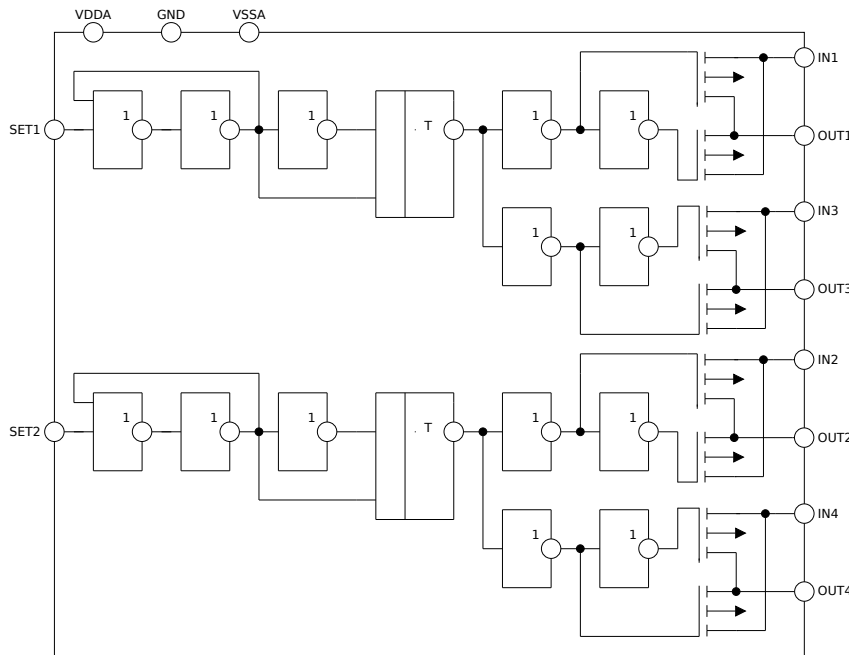 VDDA GND VSSA
IN1
SET1 1 1 1 T 1 1 OUT1
IN3
1 1
OUT3
IN2
SET2 1 1 1 T 1 1 OUT2
IN4
1 1
OUT4